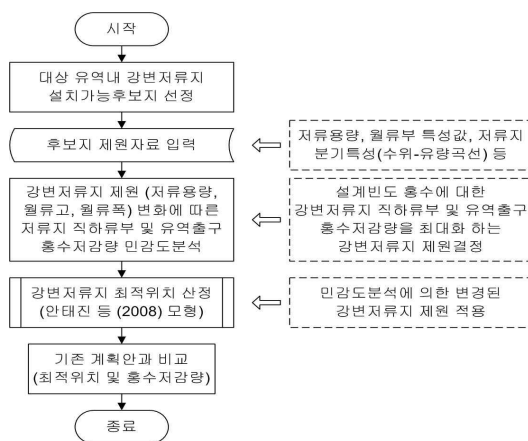 시작
대상 유역내 강변저류지
설치가능후보지 선정
후보지 제원자료 입력
저류용량, 월류부 특성값, 저류지
분기특성(수위-유량곡선) 등
강변저류지 제원 (저류용량,
월류고, 월류폭) 변화에 따른
저류지 직하류부 및 유역출구
홍수저감량 민감도분석
설계빈도 홍수에 대한
강변저류지 직하류부 및 유역출구
홍수저감량을 최대화 하는
강변저류지 제원결정
강변저류지 최적위치 산정
(안태진 등 (2008) 모형)
민감도분석에 의한 변경된
강변저류지 제원 적용
기존 계획안과 비교
(최적위치 및 홍수저감량)
종료